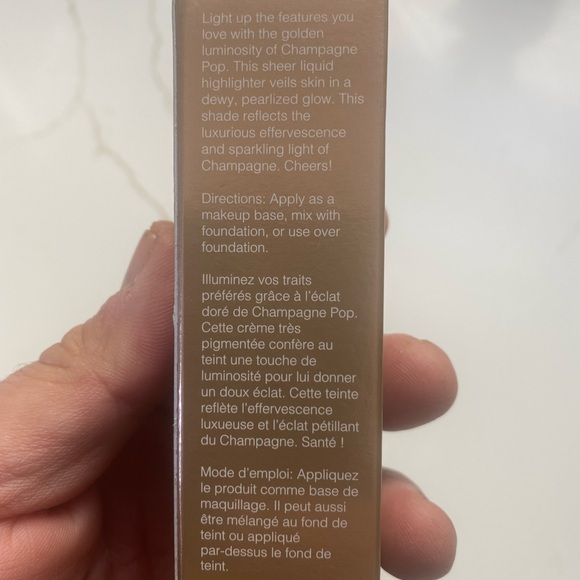 Light up the features you
love with the golden
luminosity of Champagne
Pop. This sheer liquid
highlighter veils skin in a
dewy, pearlized glow. This
shade reflects the
luxurious effervescence
and sparkling light of
Champagne. Cheers!
Directions: Apply as a
makeup base, mix with
foundation, or use over
foundation.
Illuminez vos traits
préférés grâce à l'éclat
doré de Champagne Pop.
Cette crème très
pigmentée confère au
teint une touche de
luminosité pour lui donner
un doux éclat. Cette teinte
reflète l'effervescence
luxueuse et l'éclat pétillant
du Champagne. Santé !
Mode d'emploi: Appliquez
le produit comme base de
maquillage. Il peut aussi
être mélangé au fond de
teint ou appliqué
par-dessus le fond de
teint.